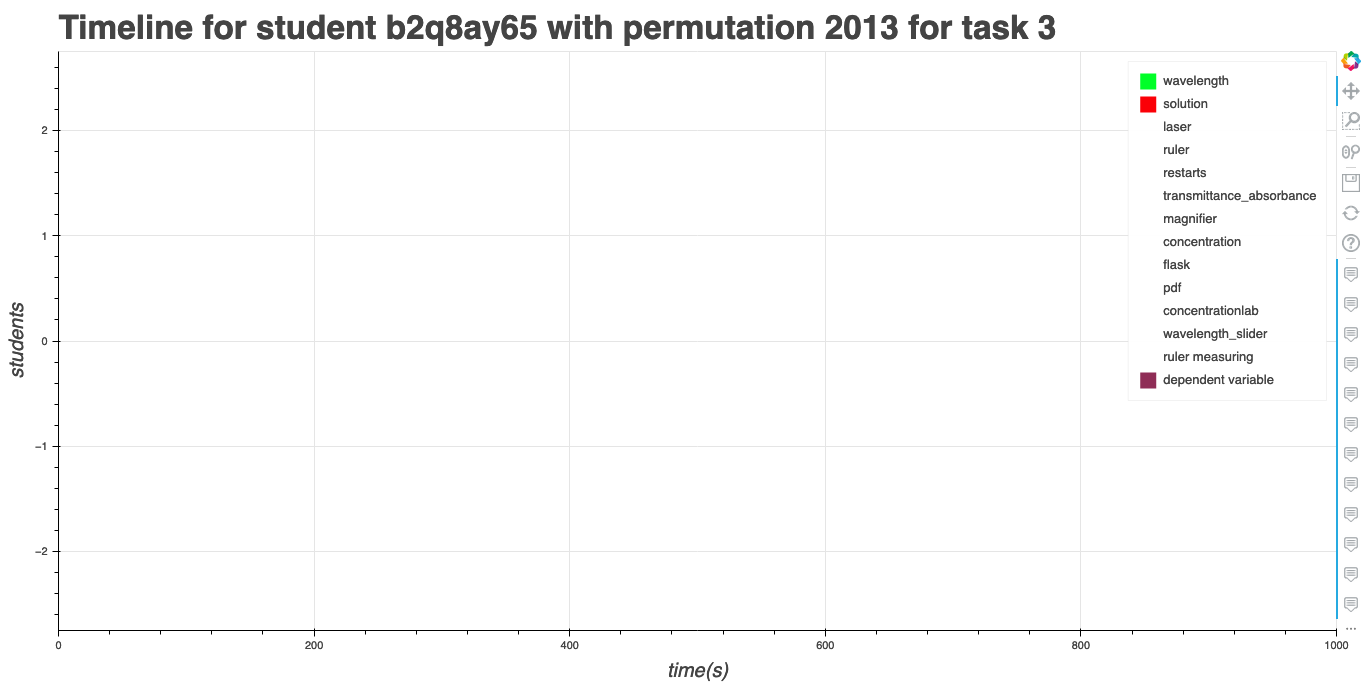 Timeline for student b2q8ay65 with permutation 2013 for task 3
wavelength
solution
laser
ruler
restarts
transmittance_absorbance
magnifier
concentration
flask
pdf
concentrationlab
wavelength_slider
ruler measuring
dependent variable
students
2
1
0
−1
−2
0 200 400 600 800 1000
time(s)